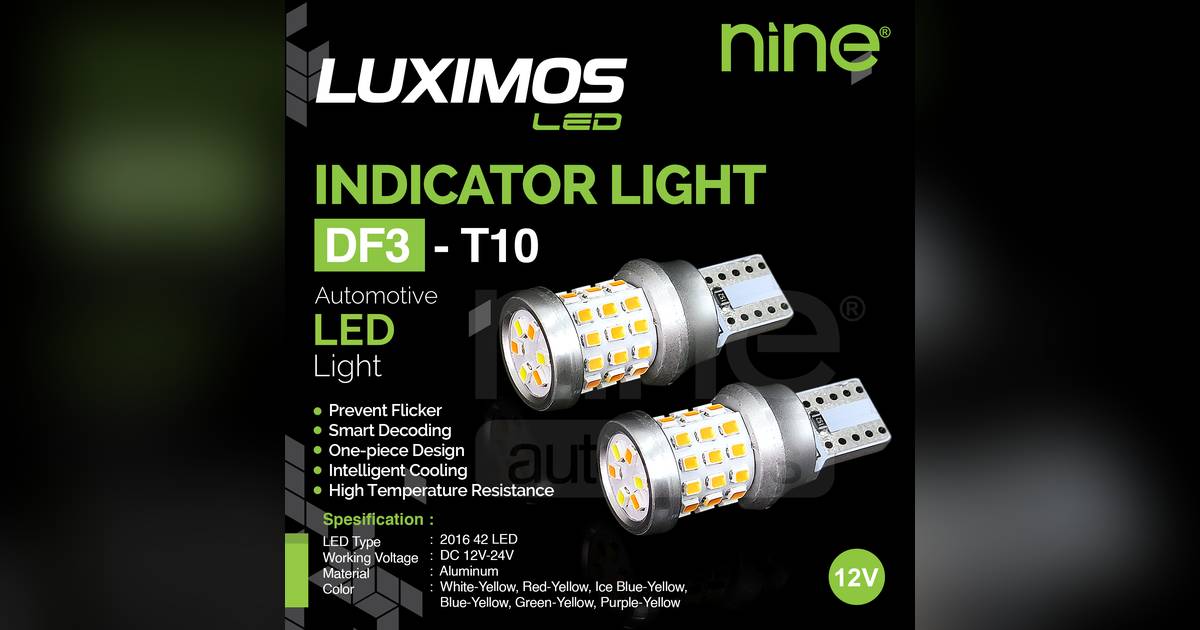 nine®
LUXIMOS
LED
INDICATOR LIGHT
DF3 - T10
Automotive
LED
Light
nine®
• Prevent Flicker
• Smart Decoding
• One-piece Design
• Intelligent Cooling
• High Temperature Resistance
Spesification :
LED Type : 2016 42 LED
Working Voltage : DC 12V-24V
Material : Aluminum
Color : White-Yellow, Red-Yellow, Ice Blue-Yellow,
Blue-Yellow, Green-Yellow, Purple-Yellow
12V